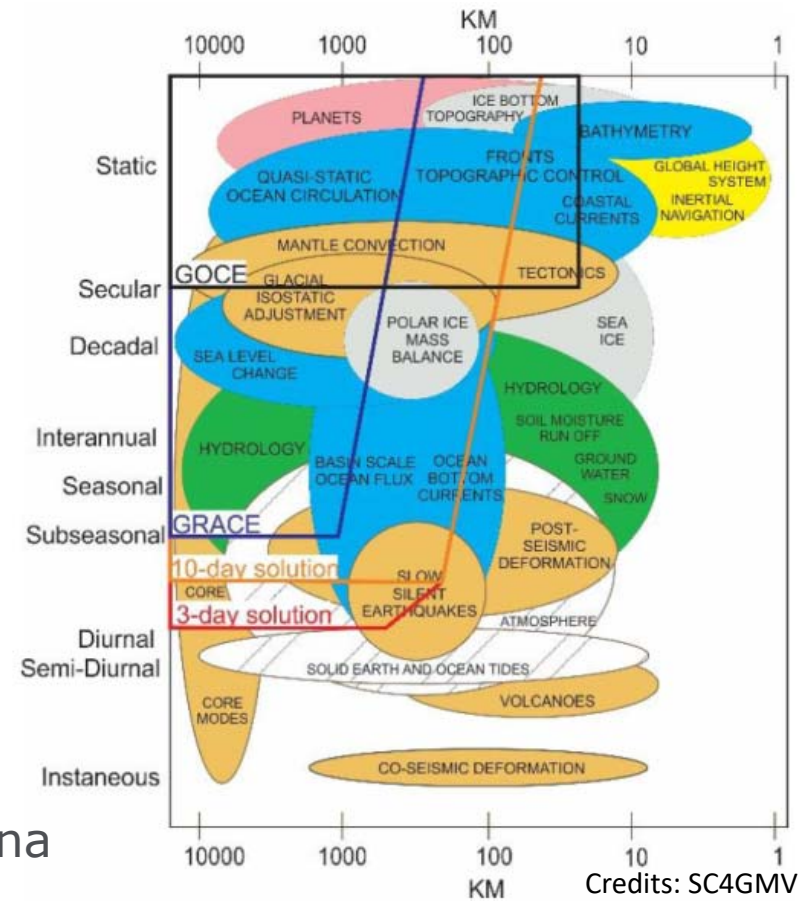 KM
10000 1000 100 10 1
ICE BOTTOM
TOPOGRAPHY
PLANETS
BATHYMETRY
Static
FRONTS
TOPOGRAPHIC CONTROL
GLOBAL HEIGHT
SYSTEM
QUASI-STATIC
OCEAN CIRCULATION
COASTAL
CURRENTS
INERTIAL
NAVIGATION
MANTLE CONVECTION
GOCE
TECTONICS
Secular
GLACIAL
ISOSTATIC
ADJUSTMENT
POLAR ICE
MASS
BALANCE
SEA
ICE
Decadal
SEA LEVEL
CHANGE
HYDROLOGY
SOIL MOISTURE
RUN OFF
Interannual
HYDROLOGY
BASIN SCALE
OCEAN FLUX
OCEAN
BOTTOM
CURRENTS
GROUND
WATER
Seasonal
SNOW
GRACE
Subseasonal
POST-
SEISMIC
DEFORMATION
10-day solution
SLOW
SILENT
EARTHQUAKES
CORE
3-day solution
ATMOSPHERE
Diurnal
Semi-Diurnal
SOLID EARTH AND OCEAN TIDES
CORE
MODES
VOLCANOES
Instaneous
CO-SEISMIC DEFORMATION
na
10000 1000 100 10 1
KM
Credits: SC4GMV